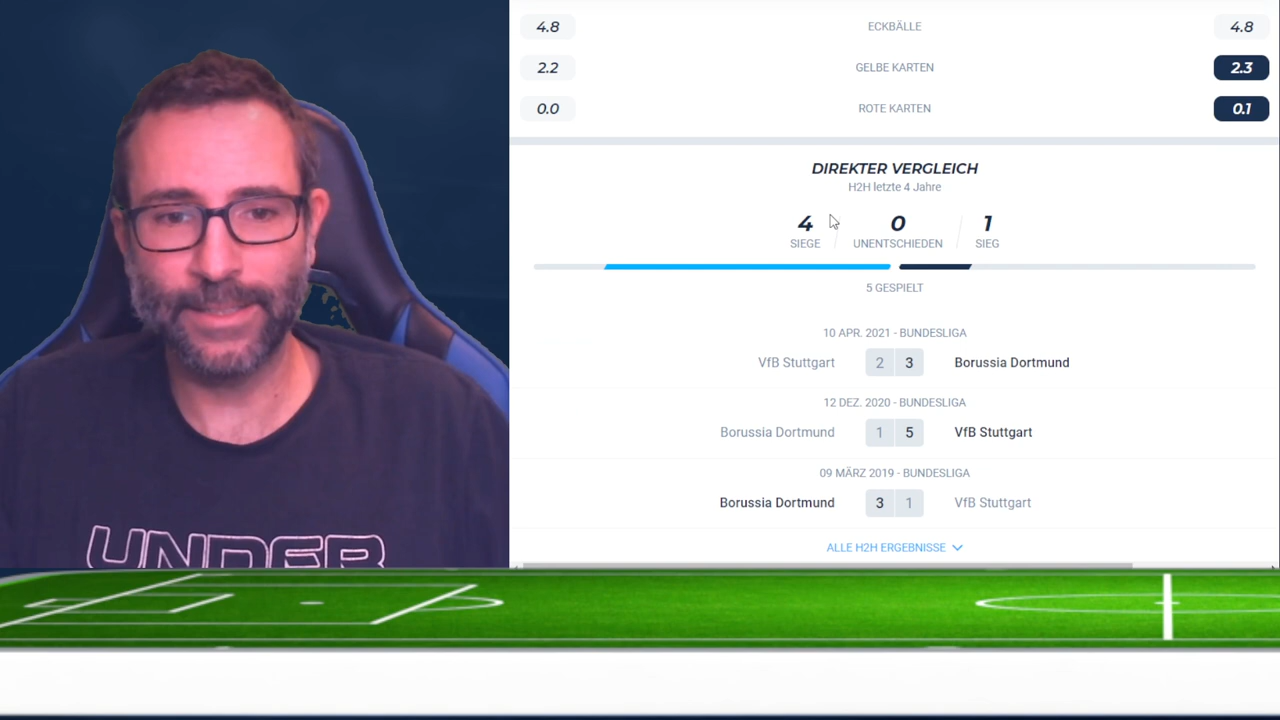 4.8 ECKBÄLLE 4.8
2.2 GELBE KARTEN 2.3
0.0 ROTE KARTEN 0.1
DIREKTER VERGLEICH
H2H letzte 4 Jahre
4 0 1
SIEGE UNENTSCHIEDEN SIEG
5 GESPIELT
10 APR. 2021 - BUNDESLIGA
VfB Stuttgart 2 3 Borussia Dortmund
12 DEZ. 2020 - BUNDESLIGA
Borussia Dortmund 1 5 VfB Stuttgart
09 MÄRZ 2019 - BUNDESLIGA
Borussia Dortmund 3 1 VfB Stuttgart
ALLE H2H ERGEBNISSE
UNDER